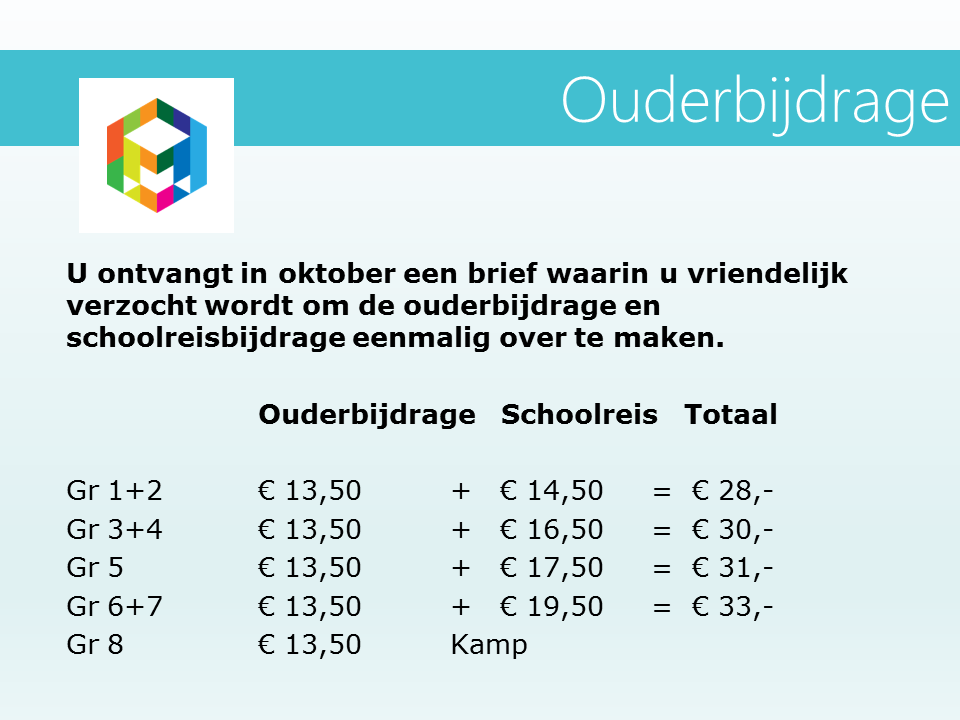 Ouderbijdrage
U ontvangt in oktober een brief waarin u vriendelijk
verzocht wordt om de ouderbijdrage en
schoolreisbijdrage eenmalig over te maken.
Ouderbijdrage Schoolreis Totaal
Gr 1+2 € 13,50 + € 14,50 = € 28,-
Gr 3+4 € 13,50 + € 16,50 = € 30,-
Gr 5 € 13,50 + € 17,50 = € 31,-
Gr 6+7 € 13,50 + € 19,50 = € 33,-
Gr 8 € 13,50 Kamp